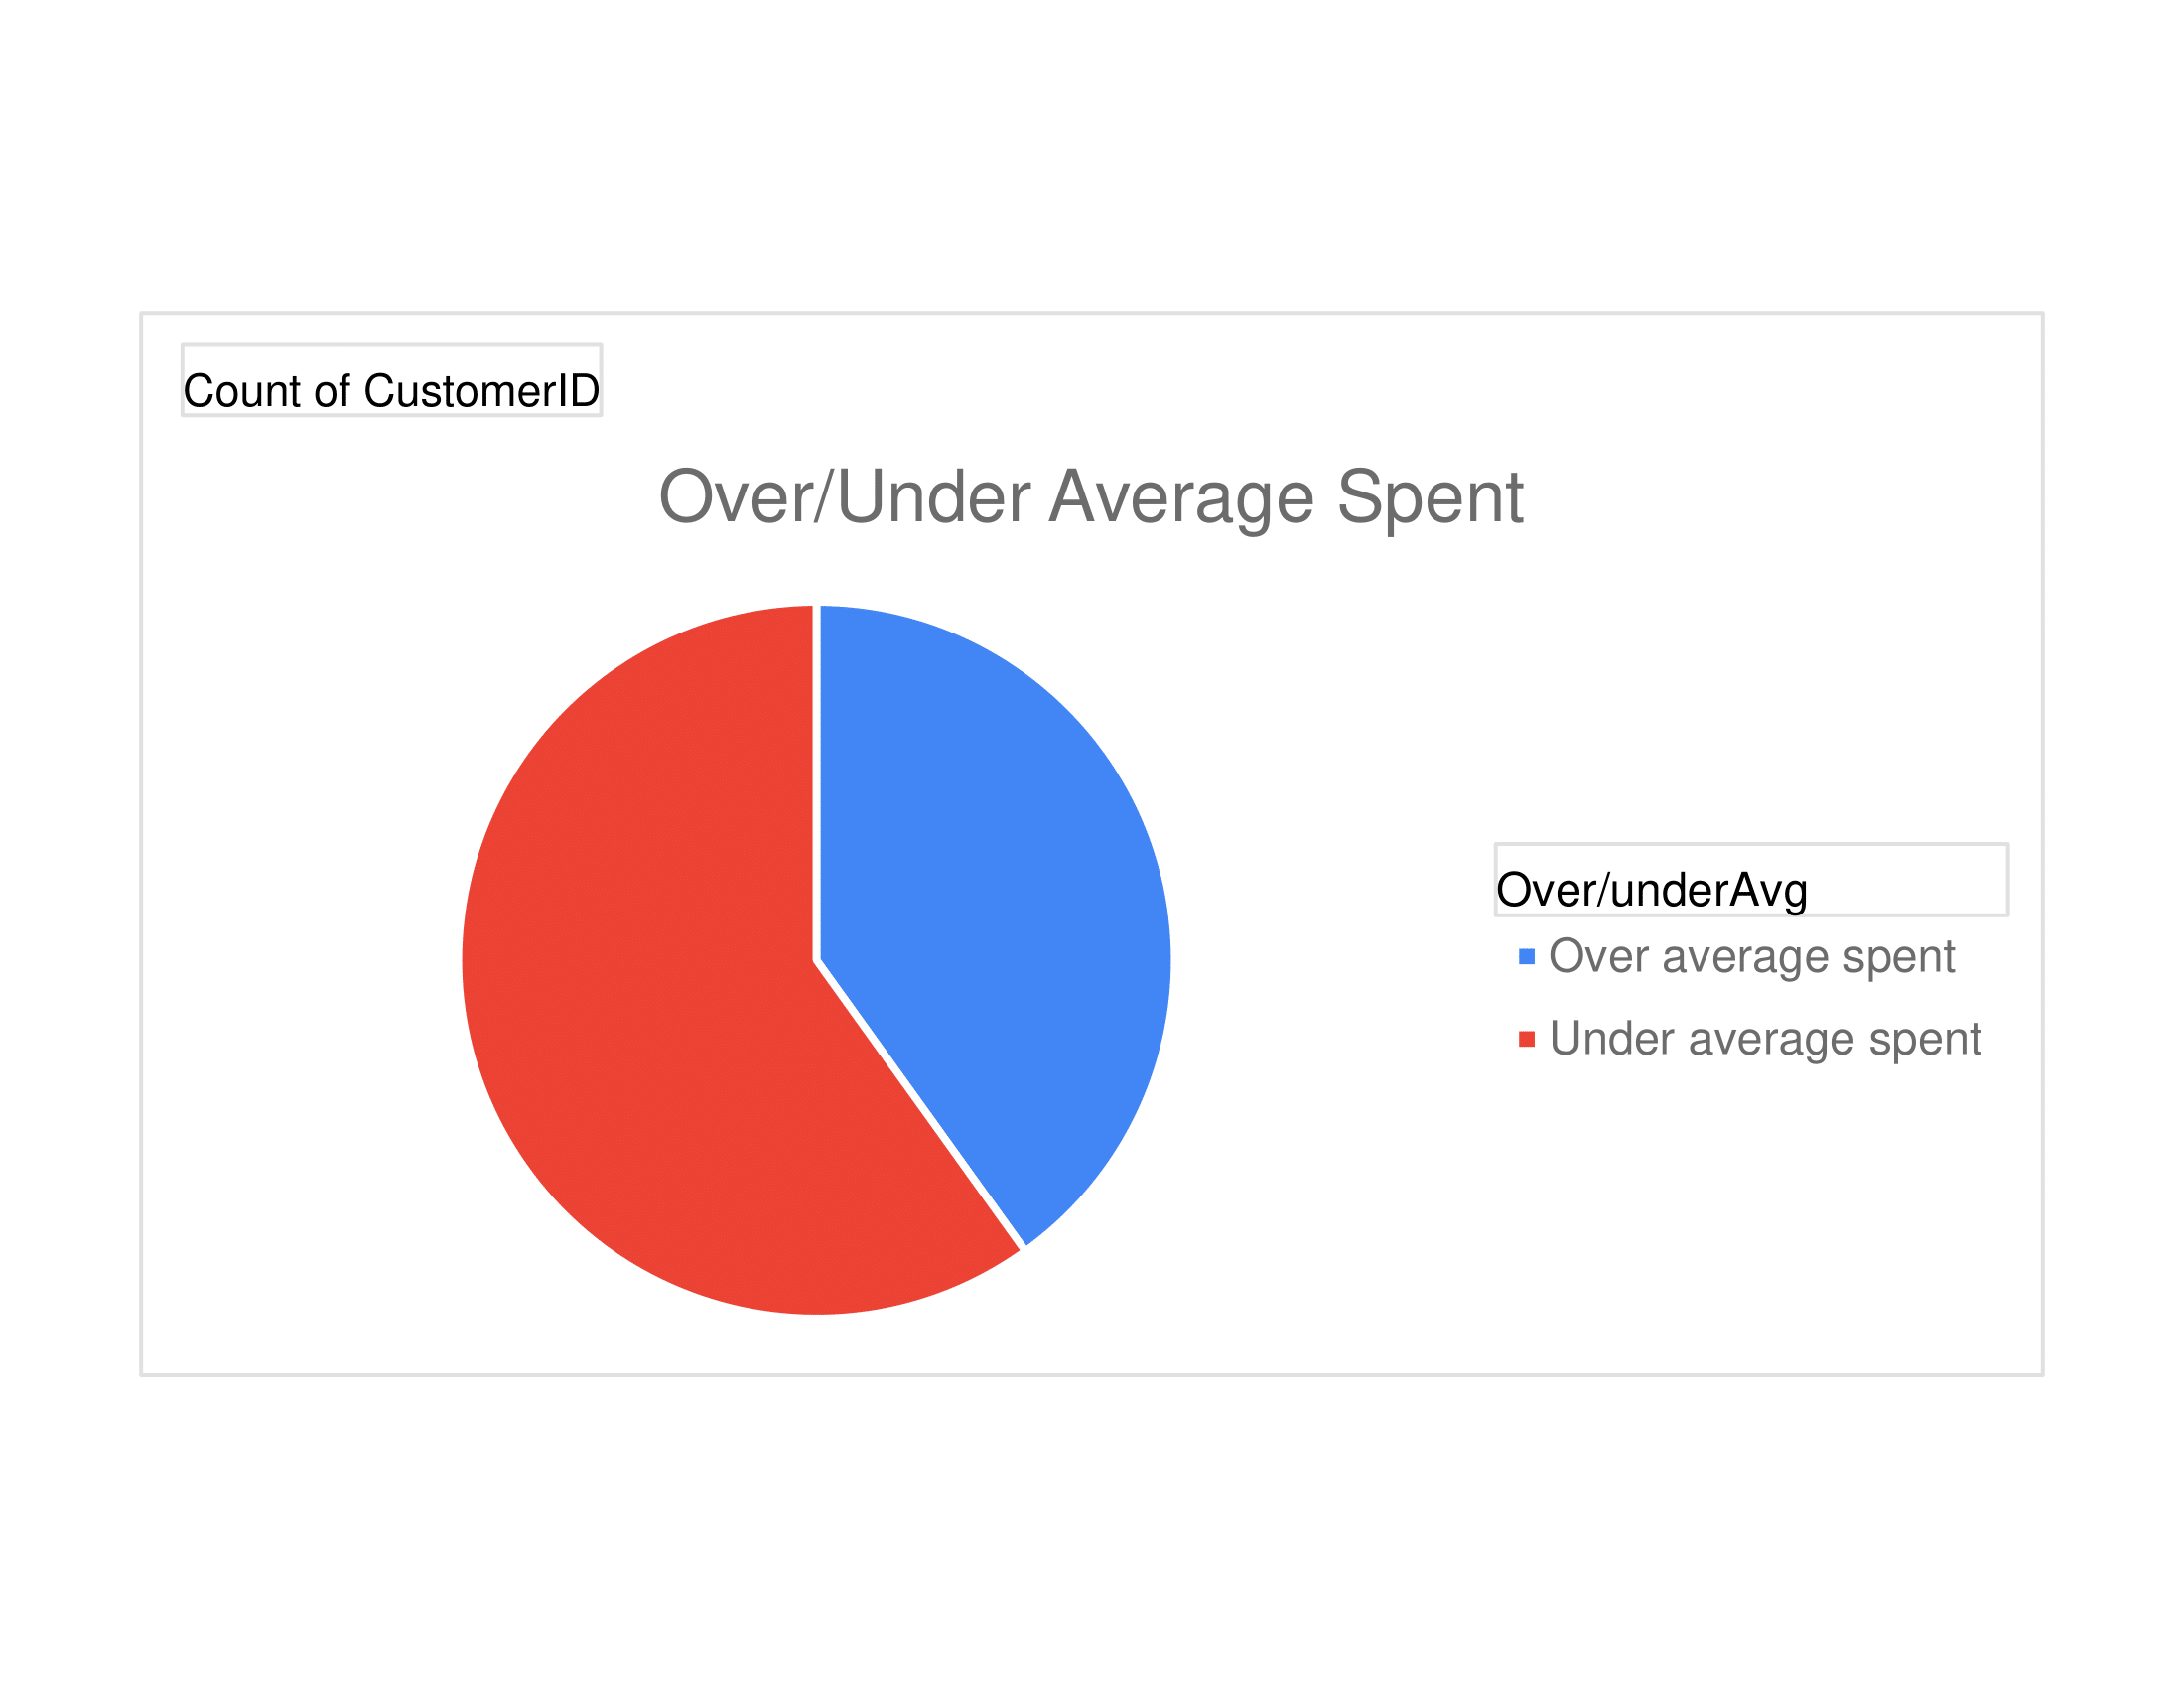 Count of CustomerID
Over/Under Average Spent
Over/underAvg
Over average spent
Under average spent